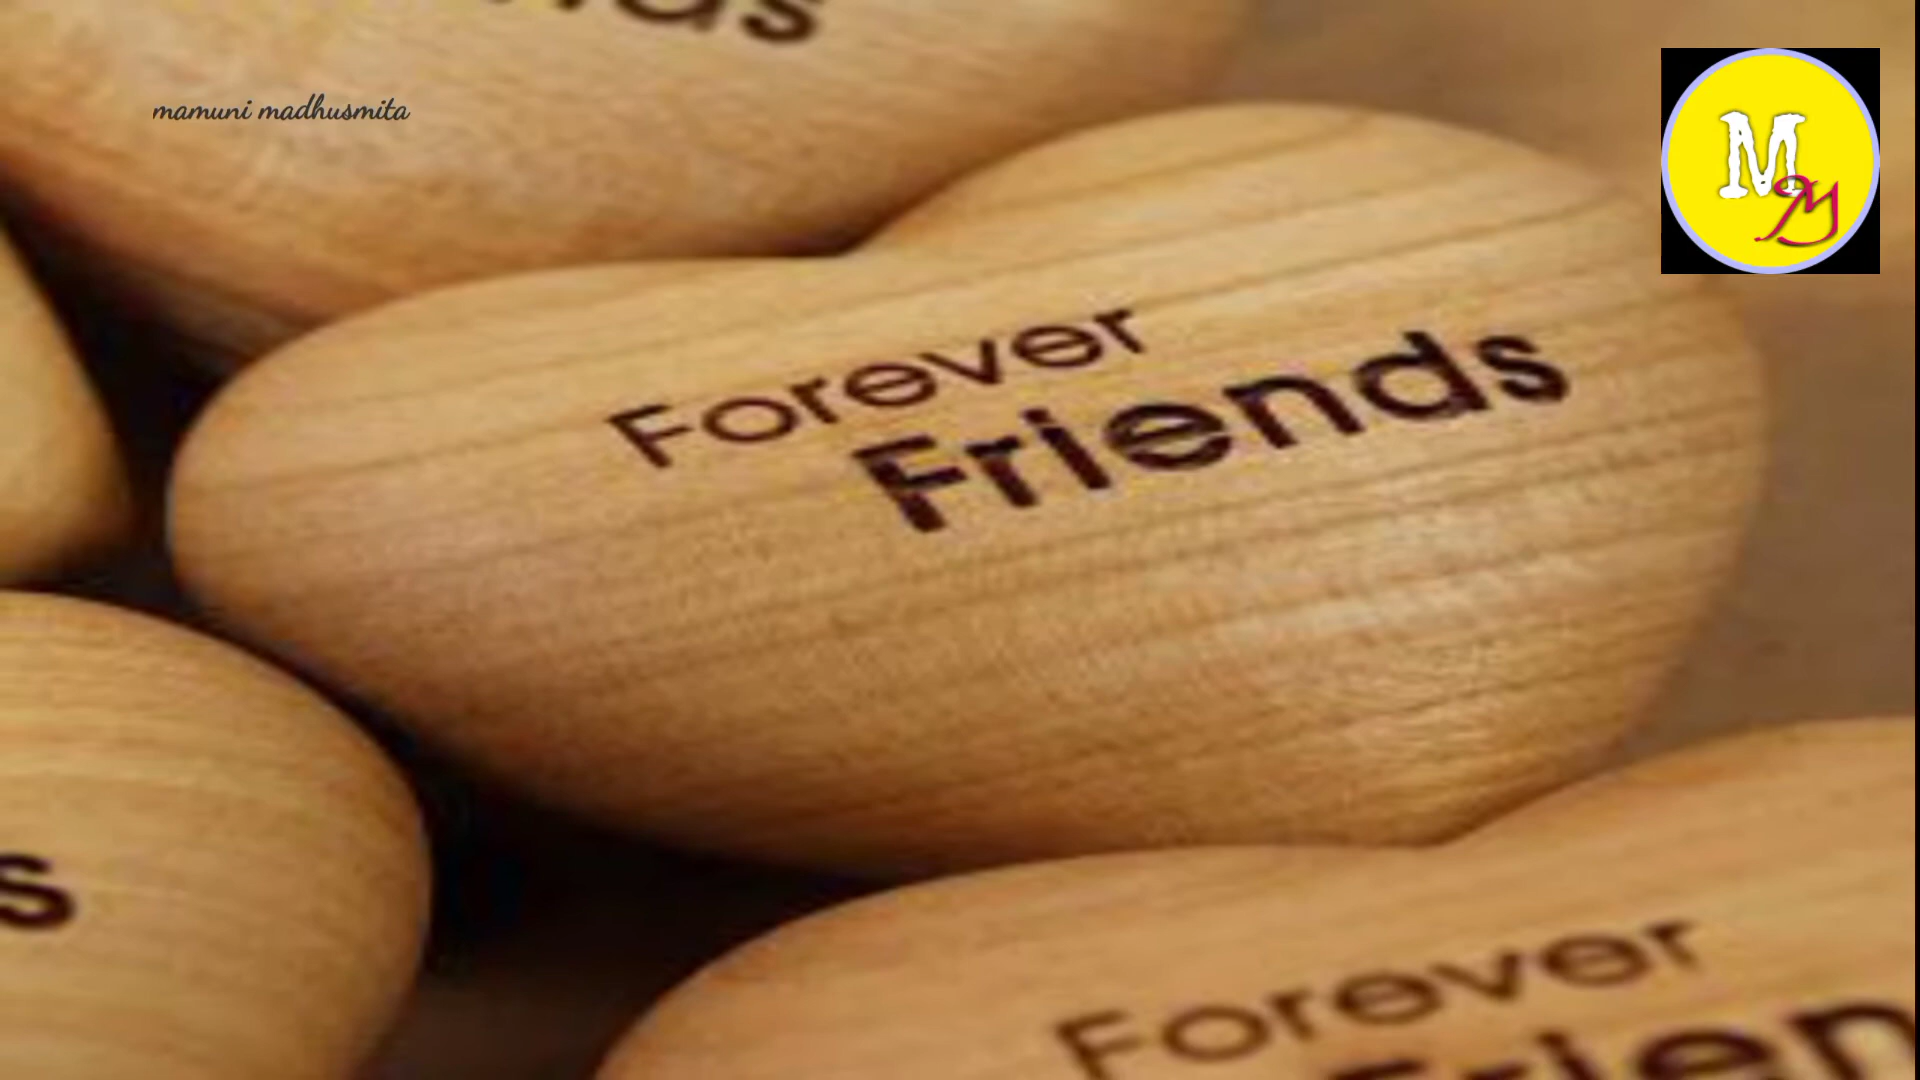 mamuni madhusmita
M
M
Forever
Friends
s
Forever